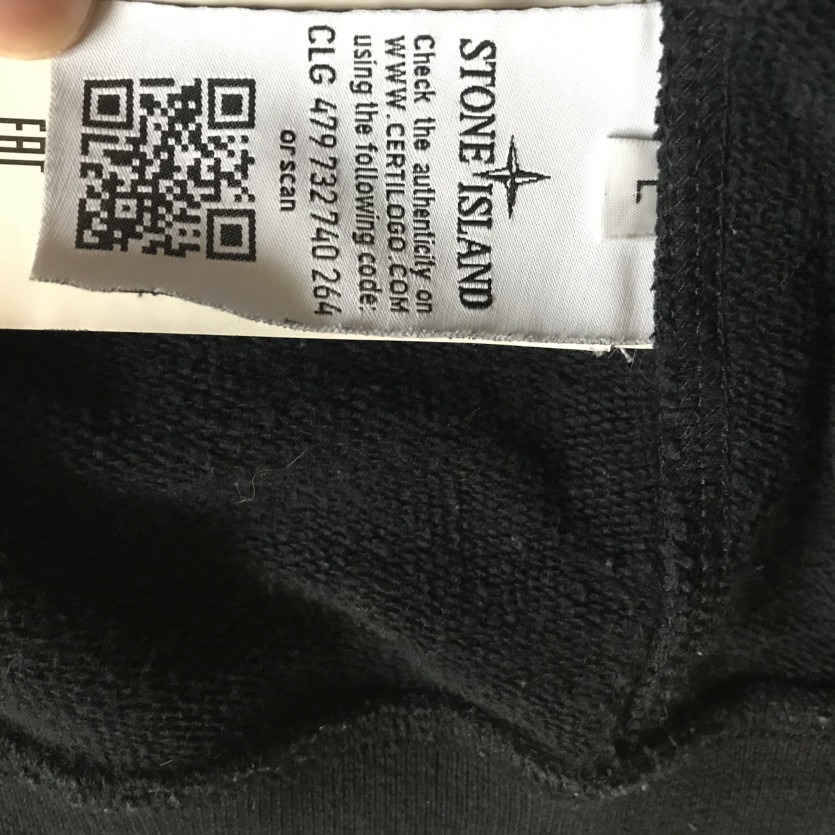 STONE ISLAND
Check the authenticity on
WWW.CERTILOGO.COM
using the following code:
CLG 479 732 740 264
or scan
L
EAC